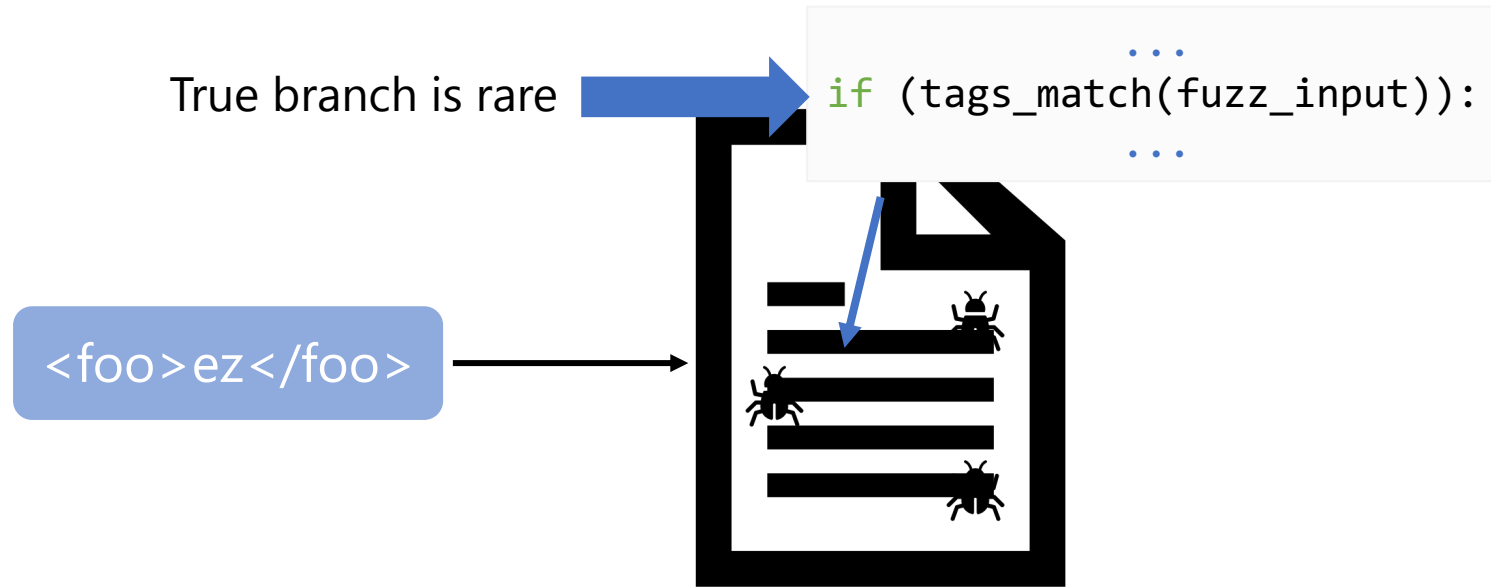 ...
True branch is rare
if (tags_match(fuzz_input)):
...
<foo>ez</foo>